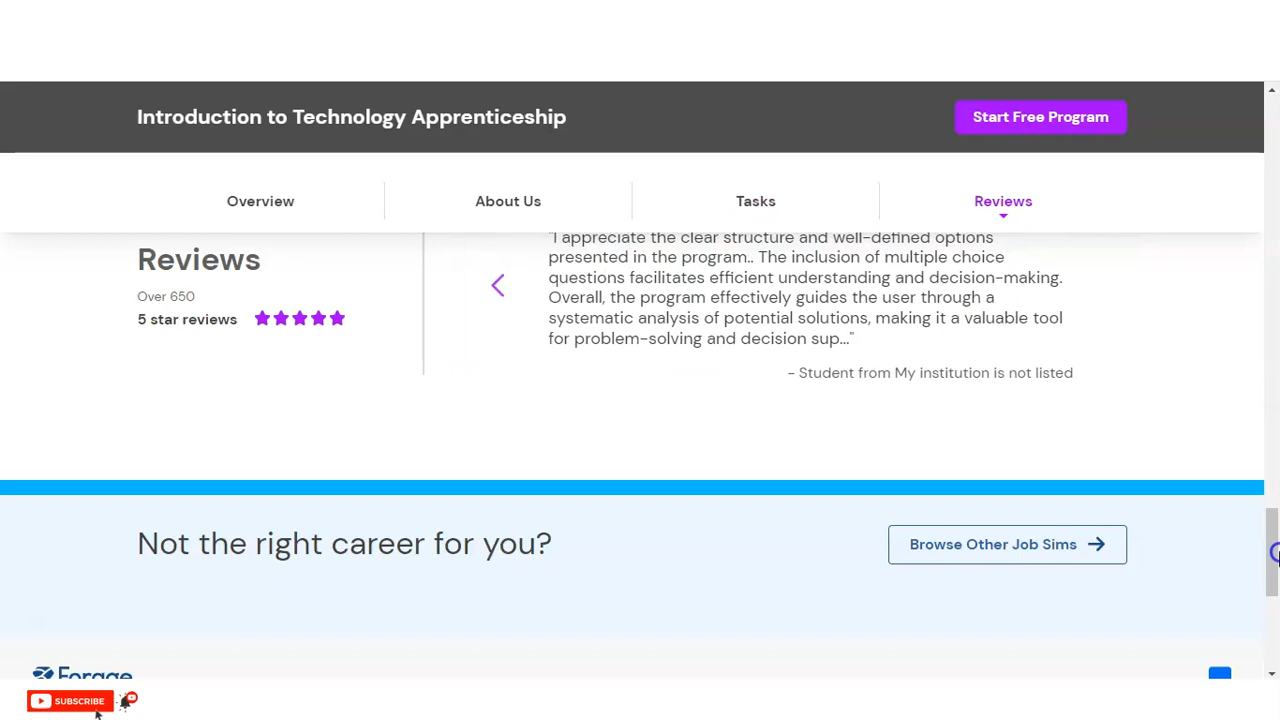 Introduction to Technology Apprenticeship
Start Free Program
Overview
About Us
Tasks
Reviews
Reviews
Over 650
5 star reviews
"I appreciate the clear structure and well-defined options
presented in the program.. The inclusion of multiple choice
questions facilitates efficient understanding and decision-making.
Overall, the program effectively guides the user through a
systematic analysis of potential solutions, making it a valuable tool
for problem-solving and decision sup..."
- Student from My institution is not listed
Not the right career for you?
Browse Other Job Sims
Forage
SUBSCRIBE